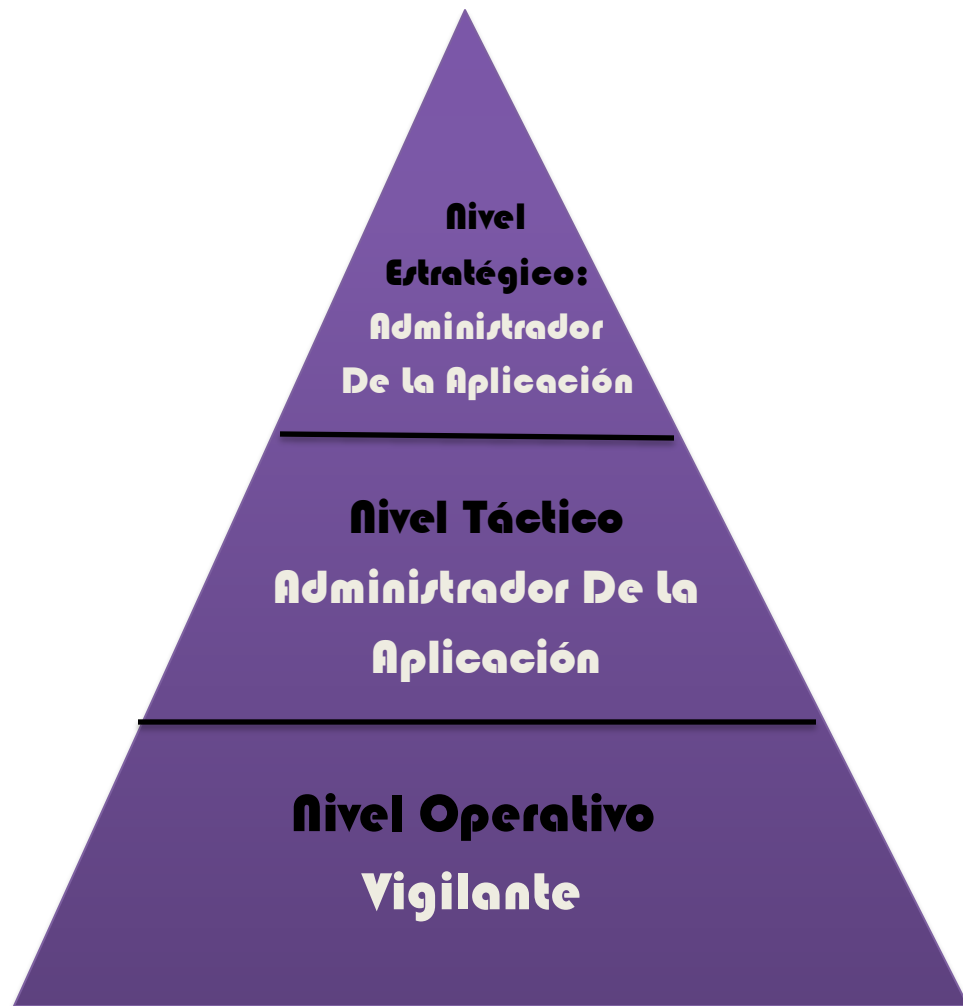 Nivel
Estratégico:
Administrador
De La Aplicación
Nivel Táctico
Administrador De La
Aplicación
Nivel Operativo
Vigilante